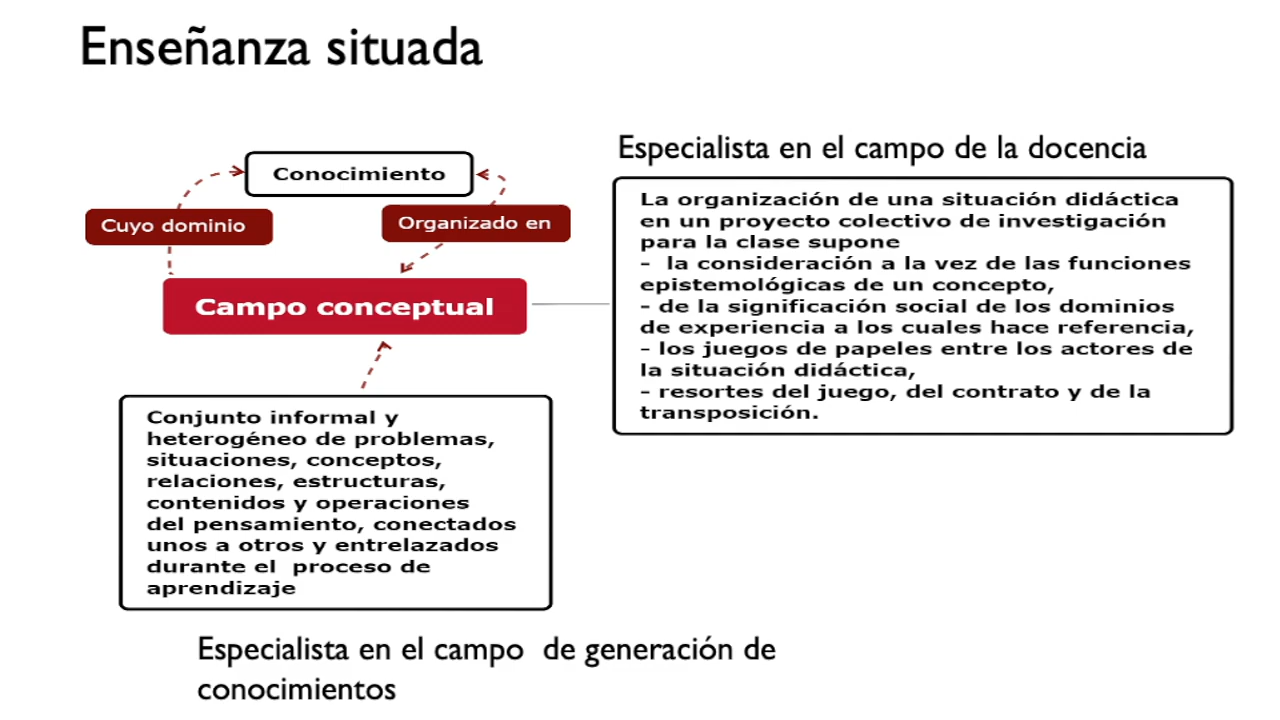 Enseñanza situada
Conocimiento
Cuyo dominio
Organizado en
Campo conceptual
Conjunto informal y
heterogéneo de problemas,
situaciones, conceptos,
relaciones, estructuras,
contenidos y operaciones
del pensamiento, conectados
unos a otros y entrelazados
durante el  proceso de
aprendizaje
Especialista en el campo  de generación de
conocimientos
Especialista en el campo de la docencia
La organización de una situación didáctica
en un proyecto colectivo de investigación
para la clase supone
-  la consideración a la vez de las funciones
epistemológicas de un concepto,
- de la significación social de los dominios
de experiencia a los cuales hace referencia,
- los juegos de papeles entre los actores de
la situación didáctica,
- resortes del juego, del contrato y de la
transposición.